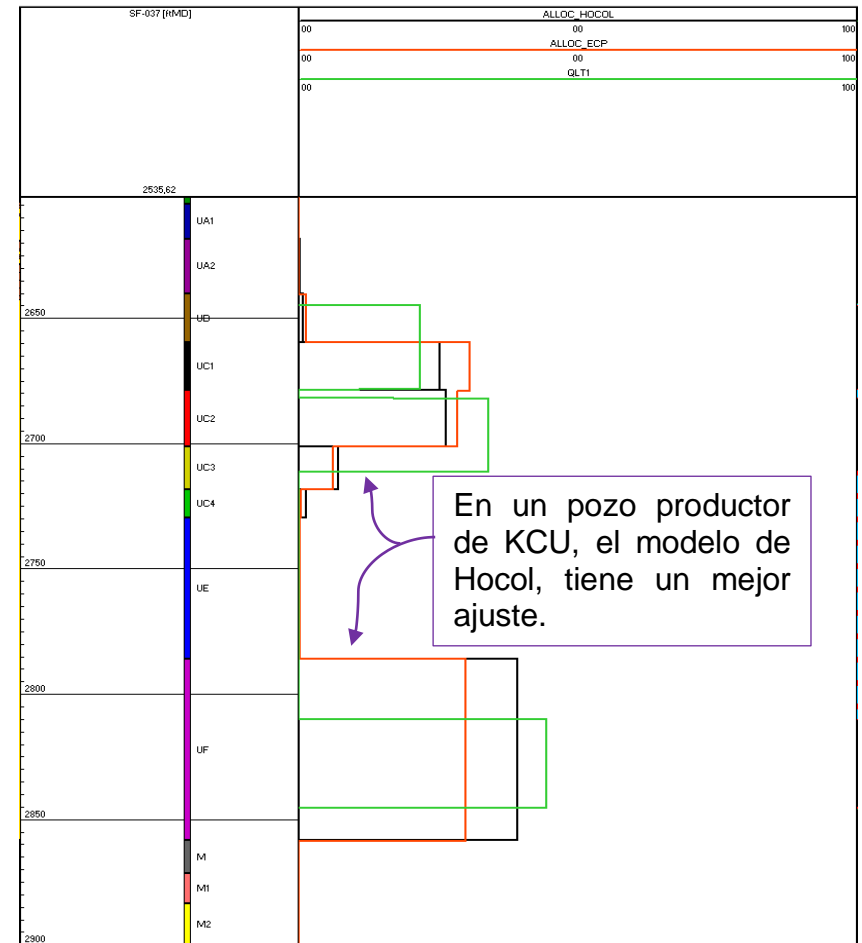 SF-037 [ftMD]
ALLOC_HOCOL
00 00 100
ALLOC_ECP
00 00 100
QLT1
00 100
2535,62
UA1
UA2
2650
UD
UC1
UC2
2700
UC3
UC4
2750
UE
2800
UF
2850
M
M1
M2
2900
En un pozo productor
de KCU, el modelo de
Hocol, tiene un mejor
ajuste.